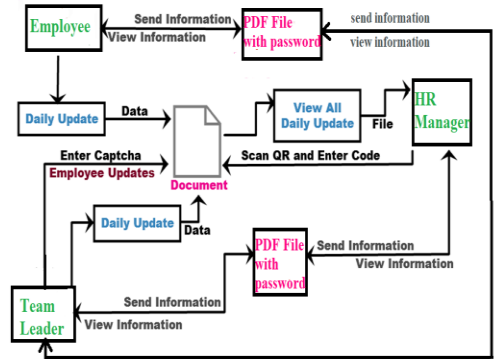 Employee
Send Information
View Information
PDF File
with password
send information
view information
Daily Update
Data
View All
Daily Update
File
HR
Manager
Enter Captcha
Employee Updates
Document
Scan QR and Enter Code
Daily Update
Data
PDF File
with
password
Send Information
View Information
Team
Leader
Send Information
View Information